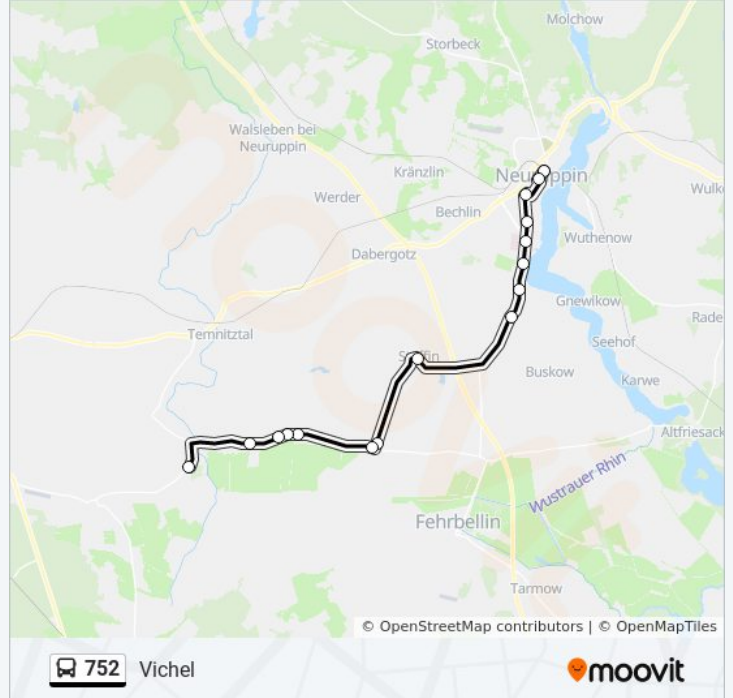 Molchow
Storbeck
Walsleben bei
Neuruppin
Kränzlin
Neuruppin
Wulk
Werder
Bechlin
Wuthenow
Dabergotz
Gnewikow
Rade
Temnitztal
Seehof
Buskow
Karwe
Altfriesack
Wustrauer Rhin
Fehrbellin
Tarmow
© OpenStreetMap contributors | © OpenMapTiles
752 Vichel
moovit